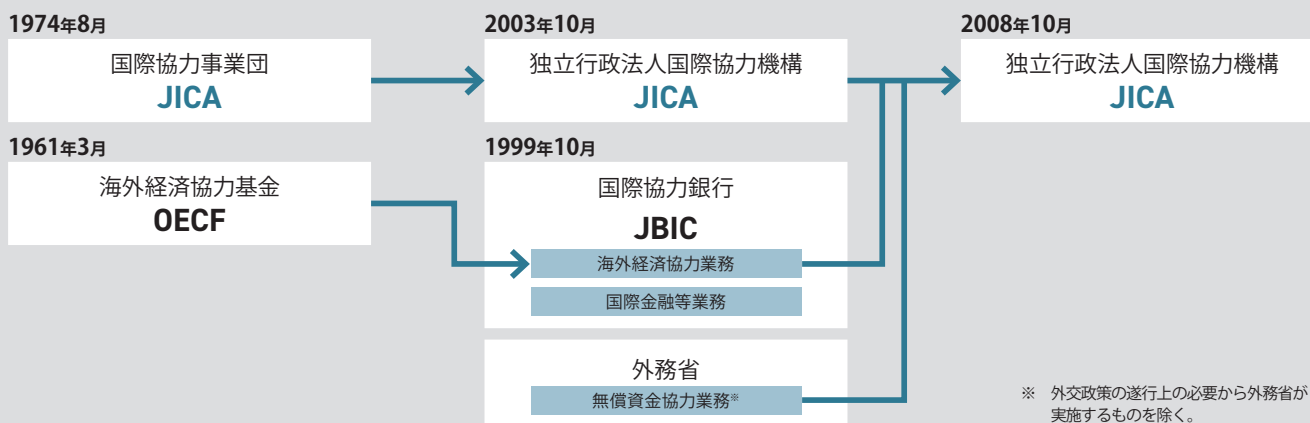 1974年8月
国際協力事業団
JICA
2003年10月
独立行政法人国際協力機構
JICA
2008年10月
独立行政法人国際協力機構
JICA
1961年3月
海外経済協力基金
OECF
1999年10月
国際協力銀行
JBIC
海外経済協力業務
国際金融等業務
外務省
無償資金協力業務※
※ 外交政策の遂行上の必要から外務省が
実施するものを除く。